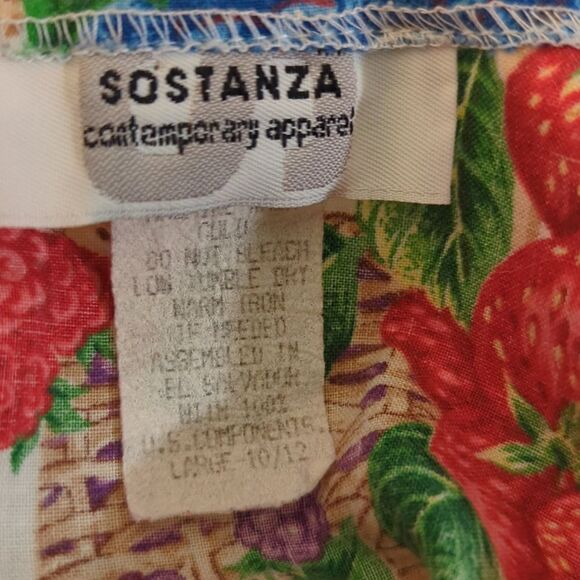 SOSTANZA
contemporary apparel
COLD
DO NOT BLEACH
LOW TUMBLE DRY
WARM IRON
IF NEEDED
ASSEMBLED IN
EL SALVADOR
WITH 100%
U.S. COMPONENTS.
LARGE 10/12